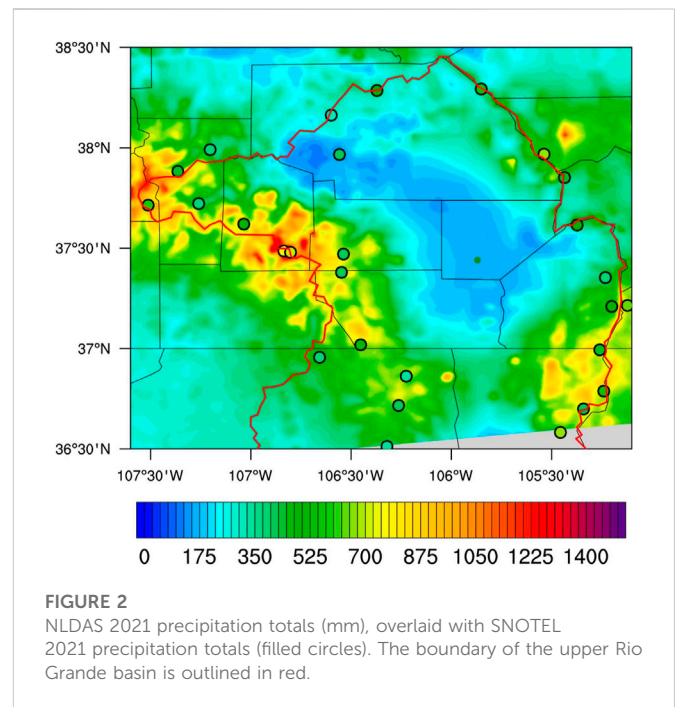 38°30'N
38°N
37°30'N
37°N
36°30'N
107°30'W 107°W 106°30'W 106°W 105°30'W
0 175 350 525 700 875 1050 1225 1400
FIGURE 2
NLDAS 2021 precipitation totals (mm), overlaid with SNOTEL
2021 precipitation totals (filled circles). The boundary of the upper Rio
Grande basin is outlined in red.